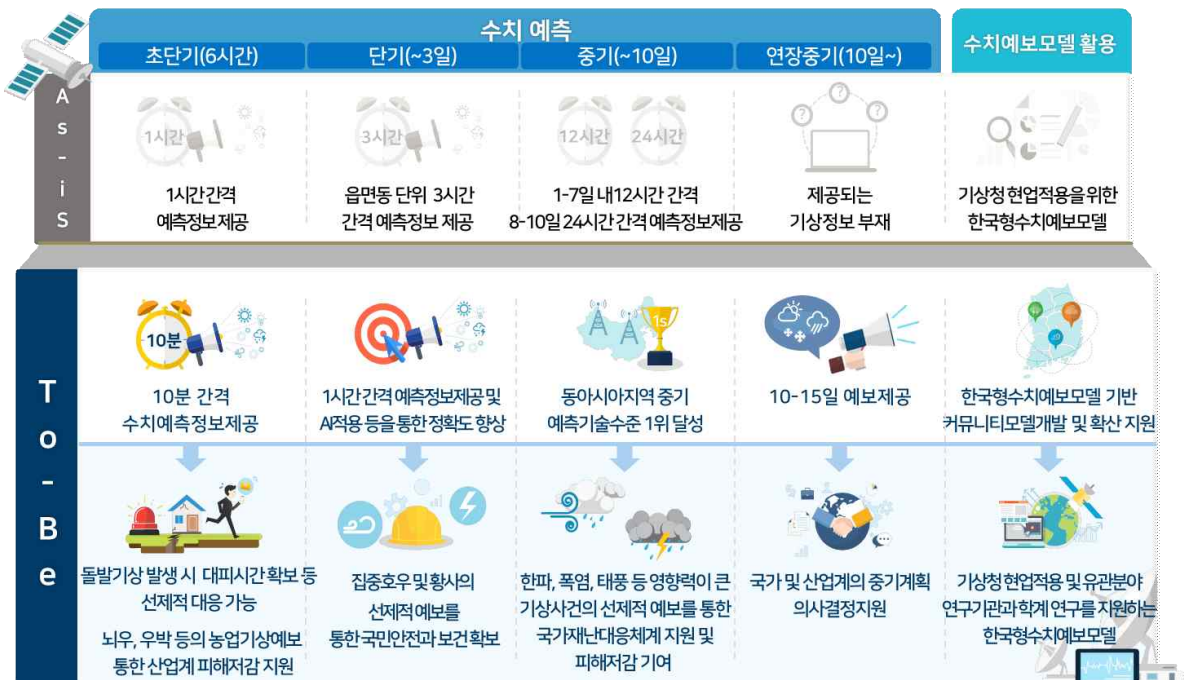 수치 예측
수치예보모델 활용
초단기(6시간)
단기(~3일)
중기(~10일)
연장중기(10일~)
As-iS
1시간
3시간
12시간
24시간
?
?
?
1시간 간격
예측정보 제공
읍면동 단위 3시간
간격 예측정보 제공
1-7일 내 12시간 간격
8-10일 24시간 간격 예측정보제공
제공되는
기상정보 부재
기상청 현업적용을 위한
한국형수치예보모델
To-Be
10분
1s
10분 간격
수치예측정보제공
1시간 간격 예측정보제공 및
AI적용 등을 통한 정확도 향상
동아시아지역 중기
예측기술수준 1위 달성
10-15일 예보제공
한국형수치예보모델 기반
커뮤니티모델개발 및 확산 지원
돌발기상 발생 시 대피시간 확보 등
선제적 대응 가능
뇌우, 우박 등의 농업기상예보
통한 산업계 피해저감 지원
집중호우 및 황사의
선제적 예보를
통한 국민안전과 보건 확보
한파, 폭염, 태풍 등 영향력이 큰
기상사건의 선제적 예보를 통한
국가재난대응체계 지원 및
피해저감 기여
국가 및 산업계의 중기계획
의사결정지원
기상청 현업적용 및 유관분야
연구기관과 학계 연구를 지원하는
한국형수치예보모델